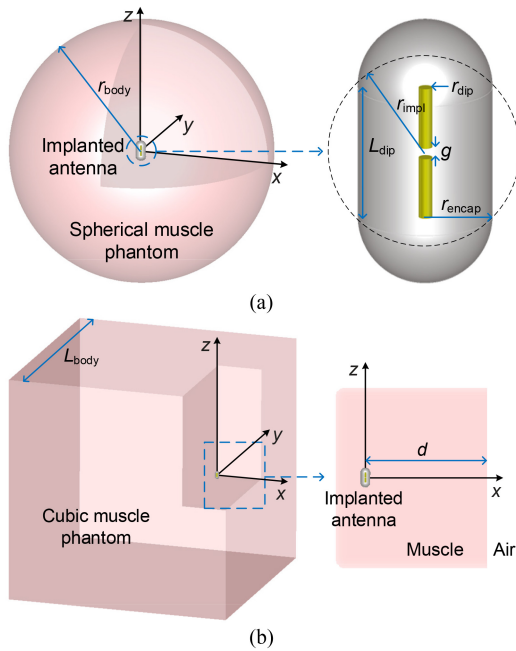 z
r_body
y
Implanted
antenna
x
Spherical muscle
phantom
r_dip
r_impl
L_dip
g
r_encap
(a)
L_body
z
y
x
Cubic muscle
phantom
z
d
x
Implanted
antenna
Muscle Air
(b)